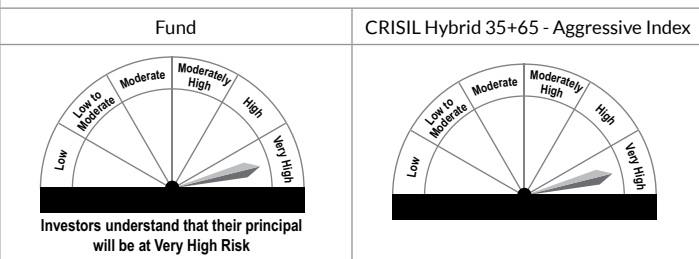 Fund
CRISIL Hybrid 35+65 - Aggressive Index
Low
Low to
Moderate
Moderate
Moderately
High
High
Very High
Investors understand that their principal
will be at Very High Risk
Low
Low to
Moderate
Moderate
Moderately
High
High
Very High